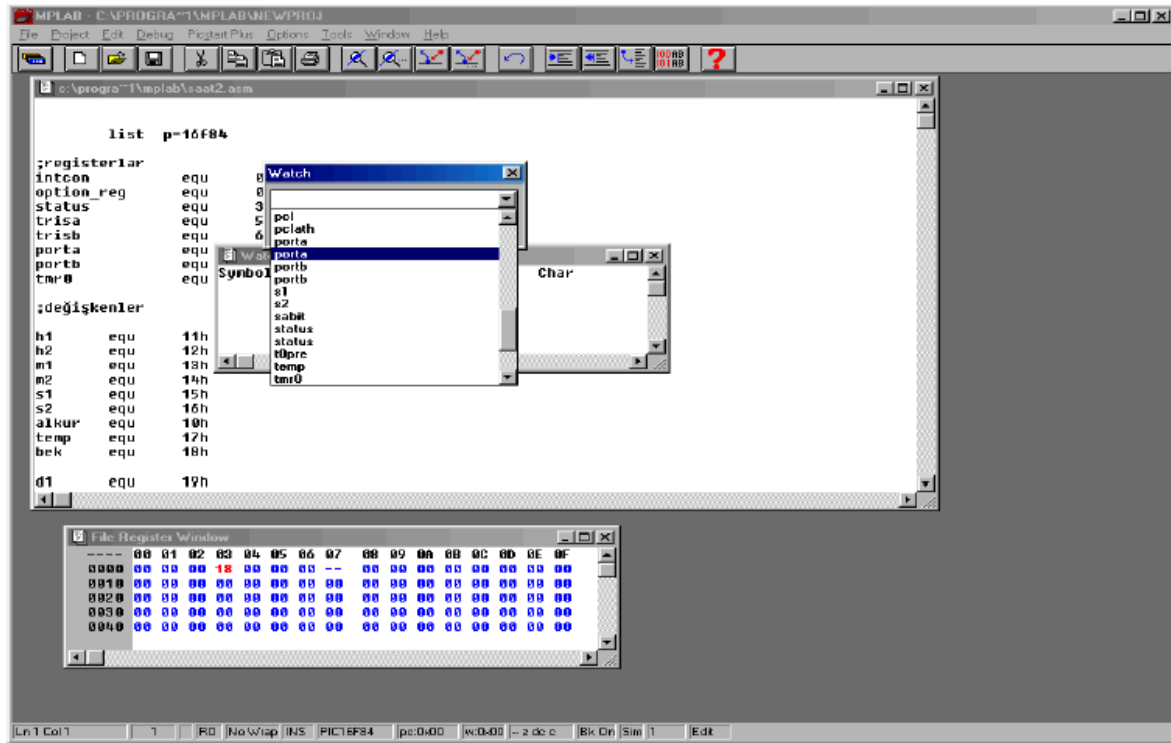 MPLAB - C:\PROGRA~1\MPLAB\NEWPROJ
File Project Edit Debug Picstart Plus Options Tools Window Help
c:\progra~1\mplab\saat2.asm
list p=16f84
;registerlar
intcon equ 0
option_reg equ 0
status equ 3
trisa equ 5
trisb equ 6
porta equ
portb equ
tmr0 equ
;değişkenler
h1 equ 11h
h2 equ 12h
m1 equ 13h
m2 equ 14h
s1 equ 15h
s2 equ 16h
alkur equ 10h
temp equ 17h
bek equ 18h
d1 equ 19h
Watch
pcl
pclath
porta
porta
portb
portb
s1
s2
sabit
status
status
t0pre
temp
tmr0
Wat
Symbol Char
File Register Window
---- 00 01 02 03 04 05 06 07 08 09 0A 0B 0C 0D 0E 0F
0000 00 00 00 18 00 00 00 -- 00 00 00 00 00 00 00 00
0010 00 00 00 00 00 00 00 00 00 00 00 00 00 00 00 00
0020 00 00 00 00 00 00 00 00 00 00 00 00 00 00 00 00
0030 00 00 00 00 00 00 00 00 00 00 00 00 00 00 00 00
0040 00 00 00 00 00 00 00 00 00 00 00 00 00 00 00 00
Ln 1 Col 1 1 RO No Wrap INS PIC16F84 pc:0x00 w:0x00 -- z dc c Bk On Sim Edit